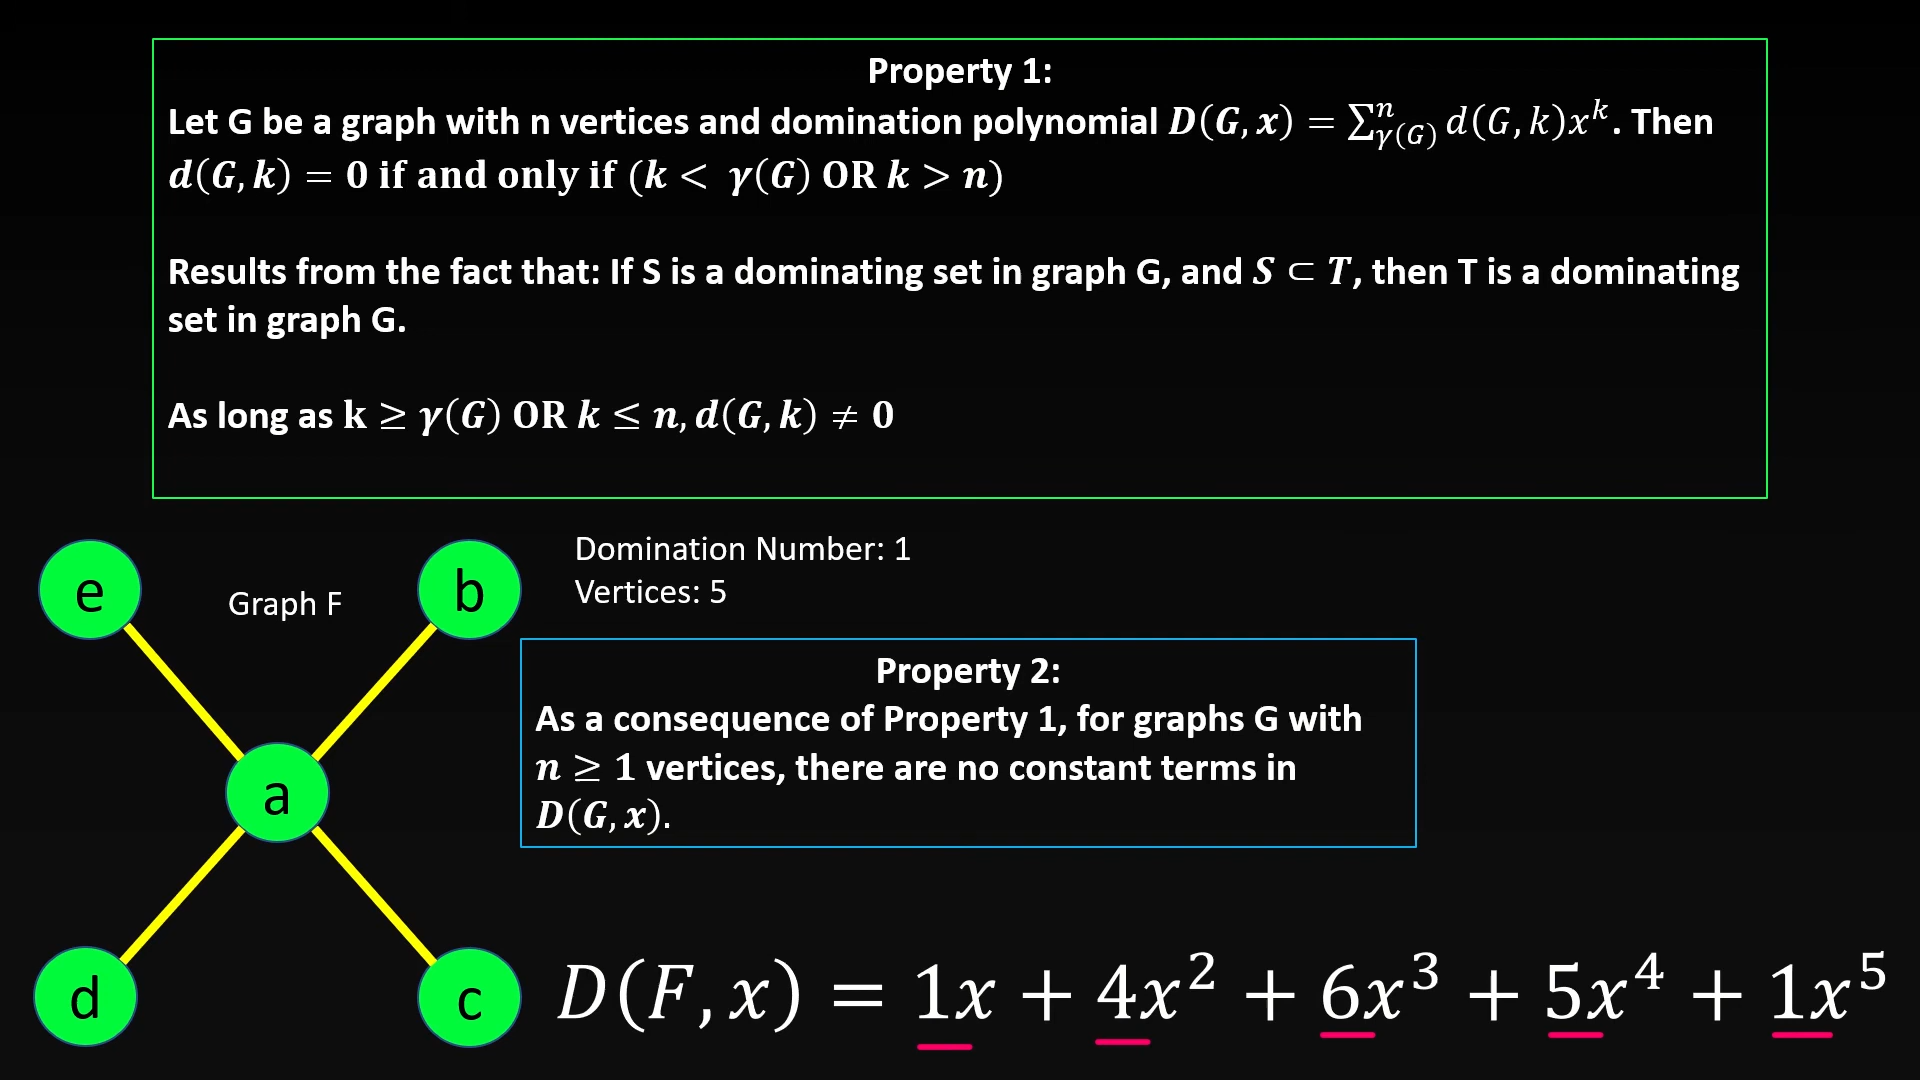 Property 1:
Let G be a graph with n vertices and domination polynomial D(G, x) = ∑ⁿᵧ₍G₎ d(G, k)xᵏ. Then
d(G, k) = 0 if and only if (k < γ(G) OR k > n)
Results from the fact that: If S is a dominating set in graph G, and S ⊂ T, then T is a dominating
set in graph G.
As long as k ≥ γ(G) OR k ≤ n, d(G, k) ≠ 0
e
Graph F
b
Domination Number: 1
Vertices: 5
Property 2:
As a consequence of Property 1, for graphs G with
n ≥ 1 vertices, there are no constant terms in
D(G, x).
a
d
c
D(F, x) = 1x + 4x² + 6x³ + 5x⁴ + 1x⁵